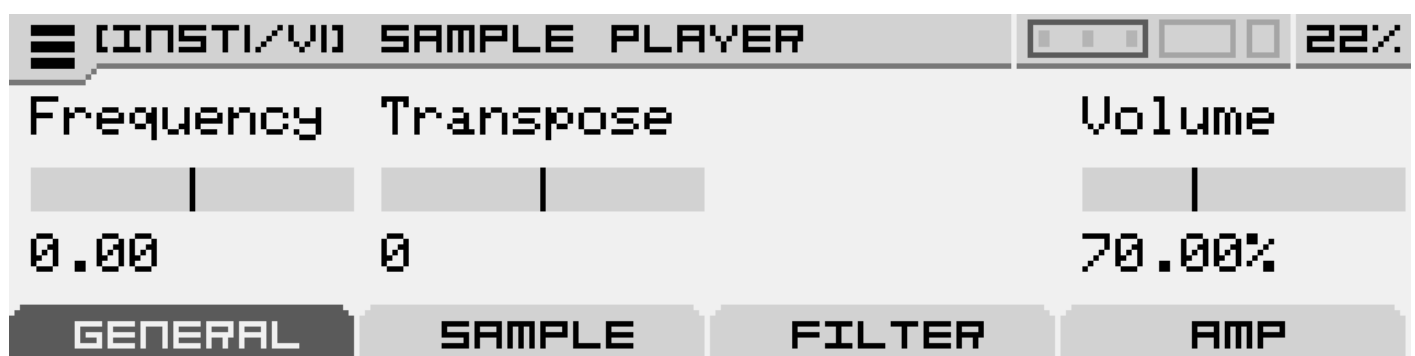 [INST1/V1] SAMPLE PLAYER 22%
Frequency Transpose Volume
0.00 0 70.00%
GENERAL SAMPLE FILTER AMP